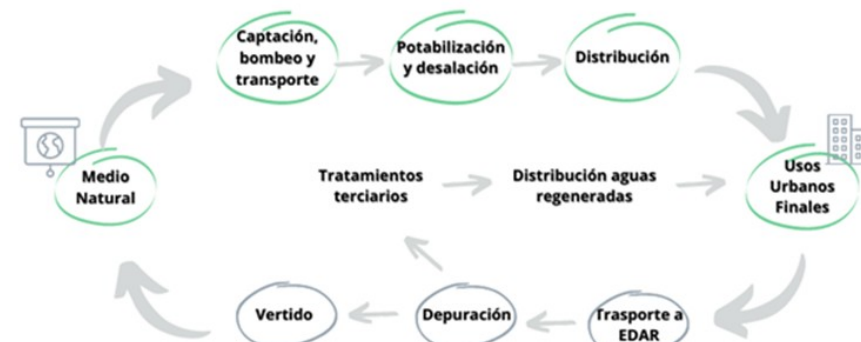 Captación,
bombeo y
transporte
Potabilización
y desalación
Distribución
Medio
Natural
Tratamientos
terciarios
Distribución aguas
regeneradas
Usos
Urbanos
Finales
Vertido
Depuración
Trasporte a
EDAR